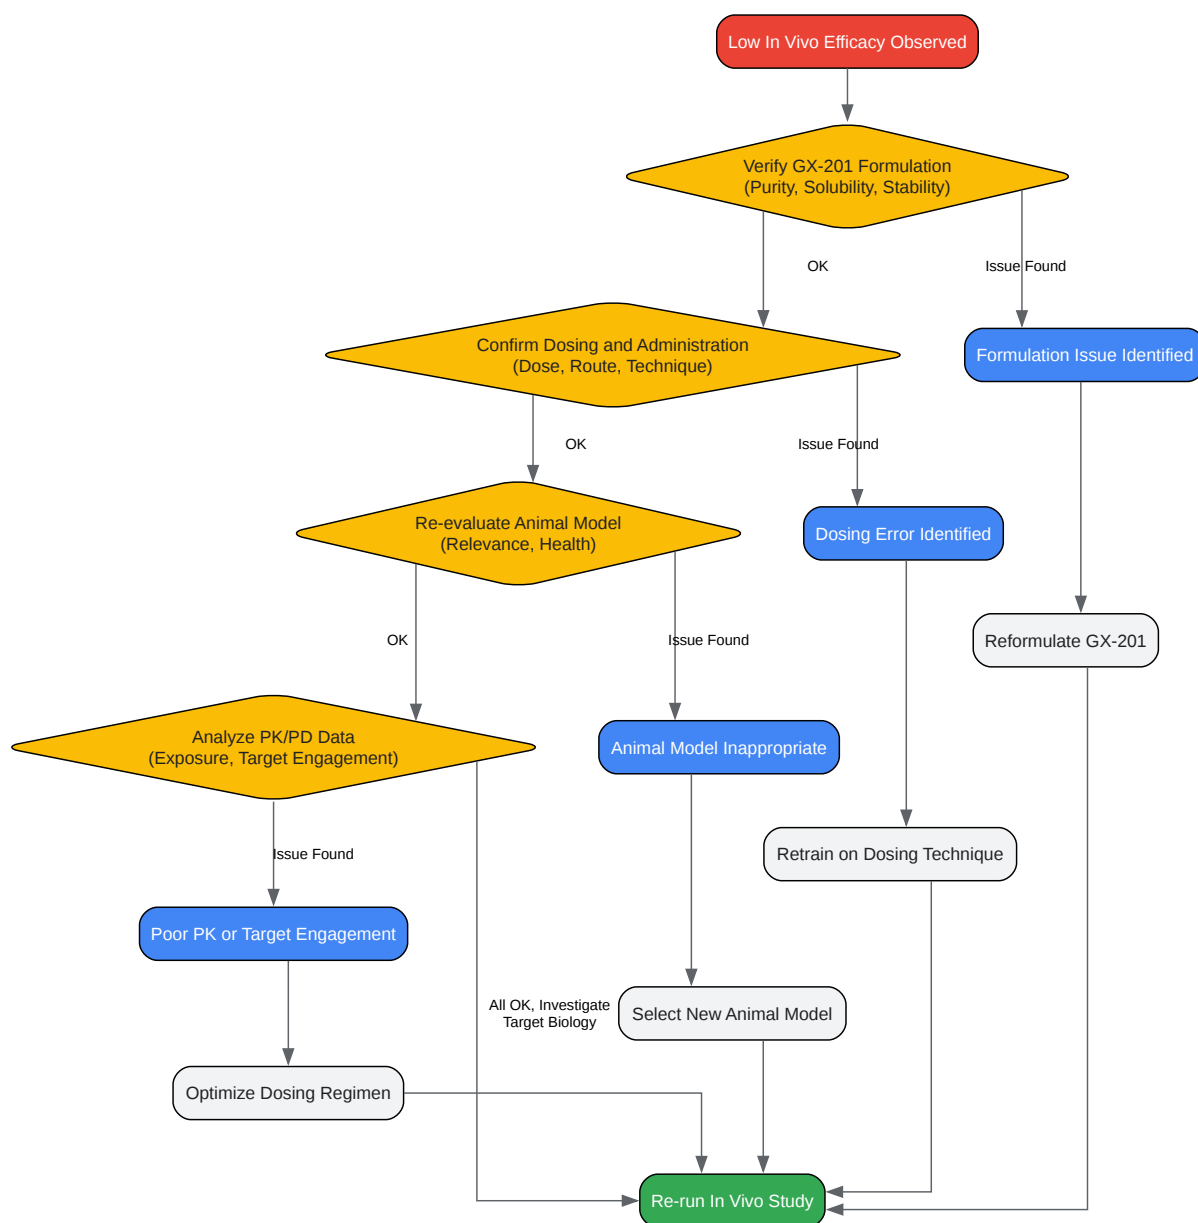 Low In Vivo Efficacy Observed
Verify GX-201 Formulation
(Purity, Solubility, Stability)
OK
Issue Found
Confirm Dosing and Administration
(Dose, Route, Technique)
Formulation Issue Identified
OK
Issue Found
Re-evaluate Animal Model
(Relevance, Health)
Dosing Error Identified
OK
Issue Found
Reformulate GX-201
Analyze PK/PD Data
(Exposure, Target Engagement)
Animal Model Inappropriate
Issue Found
Retrain on Dosing Technique
Poor PK or Target Engagement
All OK, Investigate
Target Biology
Select New Animal Model
Optimize Dosing Regimen
Re-run In Vivo Study